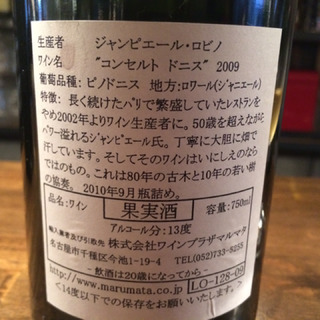 生産者　ジャンピエール・ロビノ
ワイン名　"コンセルト ドニス" 2009
葡萄品種: ピノドニス　地方:ロワール(ジャニエール)
特徴: 長く続けたパリで繁盛していたレストランを
やめ2002年よりワイン生産者に。50歳を超えながら
パワー溢れるジャンピエール氏。丁寧に大胆に畑で
汗しています。そしてそのワインはいにしえのなら
ではのもの。これは80年の古木と10年の若い樹
の協奏。2010年9月瓶詰め。
品名:ワイン　果実酒　容量:750ml
アルコール分:13度
輸入業者及び引取先 株式会社ワインプラザマルマタ
名古屋市千種区今池1-19-4　TEL(052)733-5255
~ 飲酒は20歳になってから ~
http://www.marumata.co.jp　LO-128-09
<14度以下での保存をお願いいたします。>